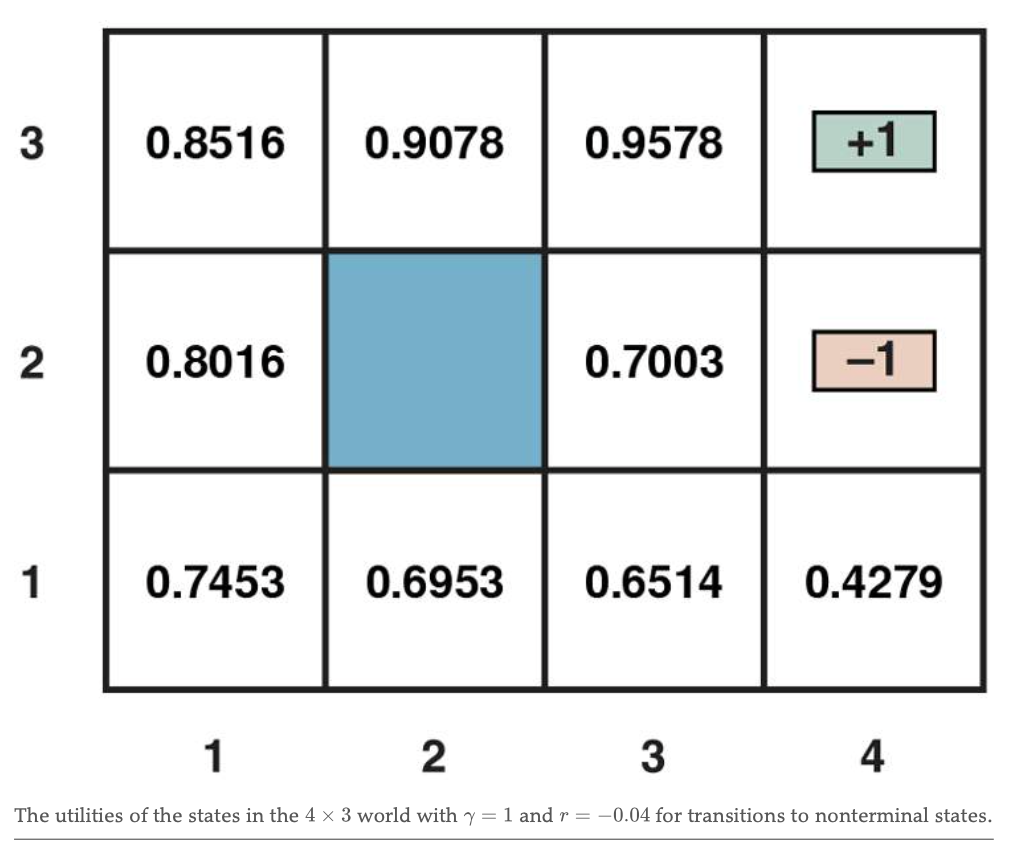 3 0.8516 0.9078 0.9578 +1
2 0.8016 0.7003 –1
1 0.7453 0.6953 0.6514 0.4279
1 2 3 4
The utilities of the states in the 4 × 3 world with γ = 1 and r = −0.04 for transitions to nonterminal states.